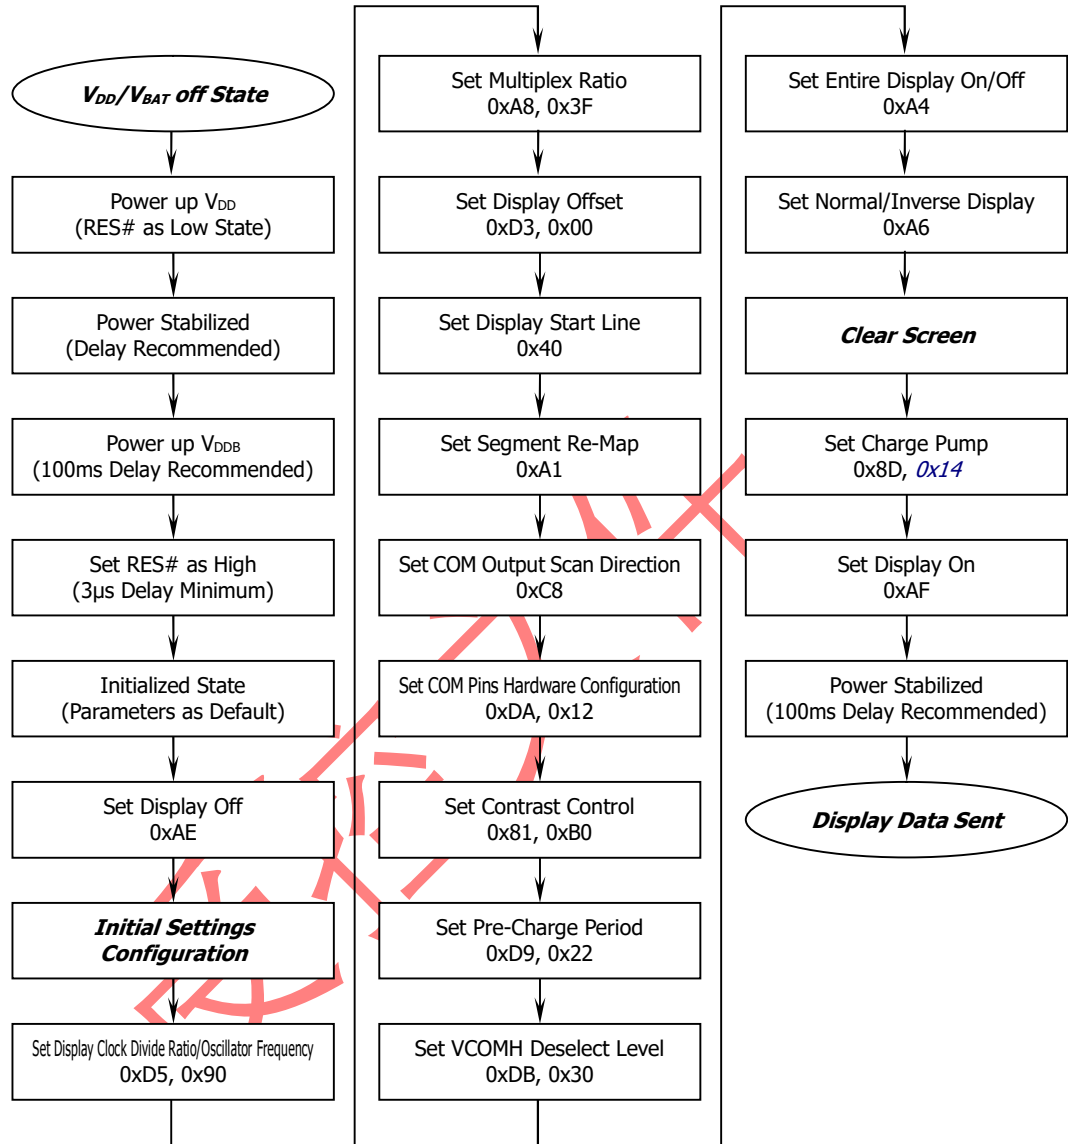 VDD/VBAT off State
Power up VDD
(RES# as Low State)
Power Stabilized
(Delay Recommended)
Power up VDDB
(100ms Delay Recommended)
Set RES# as High
(3µs Delay Minimum)
Initialized State
(Parameters as Default)
Set Display Off
0xAE
Initial Settings
Configuration
Set Display Clock Divide Ratio/Oscillator Frequency
0xD5, 0x90
Set Multiplex Ratio
0xA8, 0x3F
Set Display Offset
0xD3, 0x00
Set Display Start Line
0x40
Set Segment Re-Map
0xA1
Set COM Output Scan Direction
0xC8
Set COM Pins Hardware Configuration
0xDA, 0x12
Set Contrast Control
0x81, 0xB0
Set Pre-Charge Period
0xD9, 0x22
Set VCOMH Deselect Level
0xDB, 0x30
Set Entire Display On/Off
0xA4
Set Normal/Inverse Display
0xA6
Clear Screen
Set Charge Pump
0x8D, 0x14
Set Display On
0xAF
Power Stabilized
(100ms Delay Recommended)
Display Data Sent